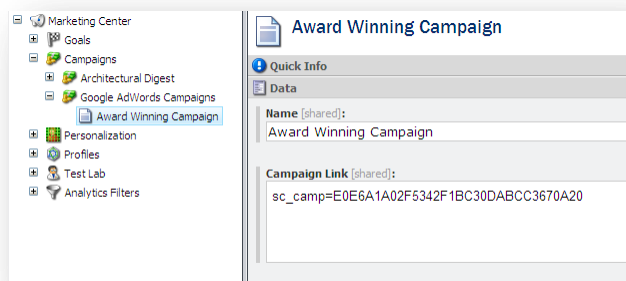 Marketing Center
Goals
Campaigns
Architectural Digest
Google AdWords Campaigns
Award Winning Campaign
Personalization
Profiles
Test Lab
Analytics Filters
Award Winning Campaign
Quick Info
Data
Name [shared]:
Award Winning Campaign
Campaign Link [shared]:
sc_camp=E0E6A1A02F5342F1BC30DABCC3670A20